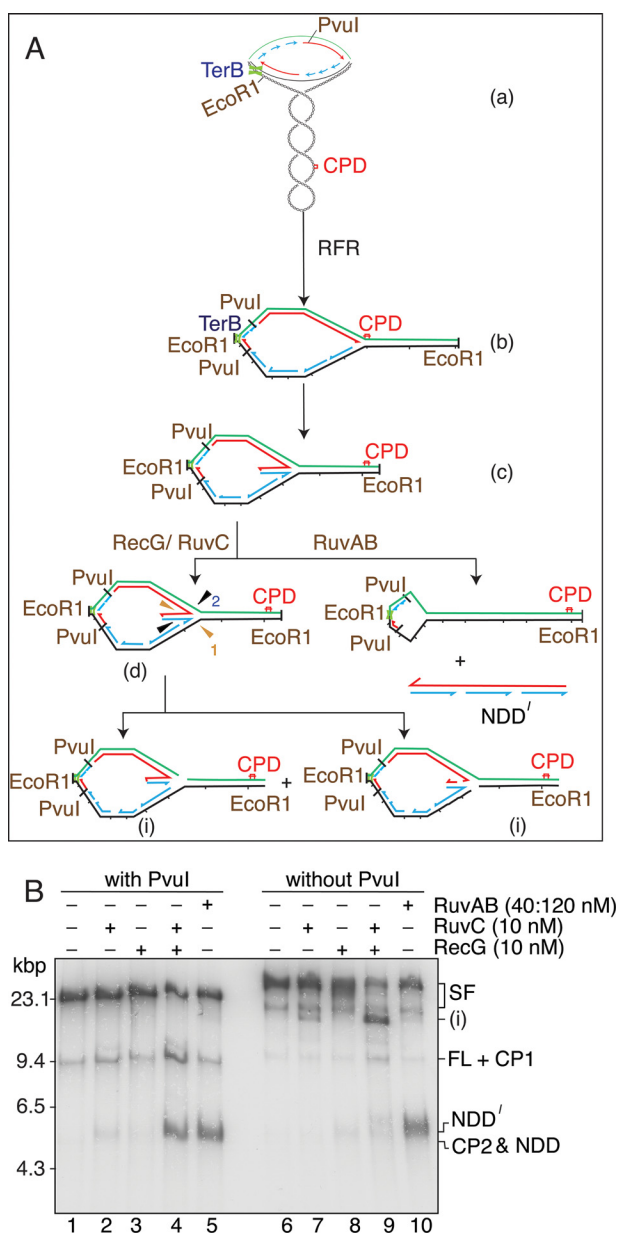 A
PvuI
TerB
EcoR1
(a)
CPD
RFR
PvuI
TerB
CPD
EcoR1
EcoR1
(b)
PvuI
PvuI
CPD
EcoR1
EcoR1
(c)
PvuI
RecG/ RuvC
RuvAB
PvuI
2
CPD
PvuI
CPD
EcoR1
EcoR1
EcoR1
EcoR1
PvuI
1
PvuI
(d)
+
NDD/
PvuI
CPD
PvuI
CPD
EcoR1
+
EcoR1
EcoR1
EcoR1
PvuI
PvuI
(i)
(i)
B
with PvuI
without PvuI
– – – – + – – – – + RuvAB (40:120 nM)
– + – + – – + – + – RuvC (10 nM)
– – + + – – – + + – RecG (10 nM)
kbp
23.1
SF
(i)
9.4
FL + CP1
6.5
NDD/
CP2 & NDD
4.3
1 2 3 4 5 6 7 8 9 10